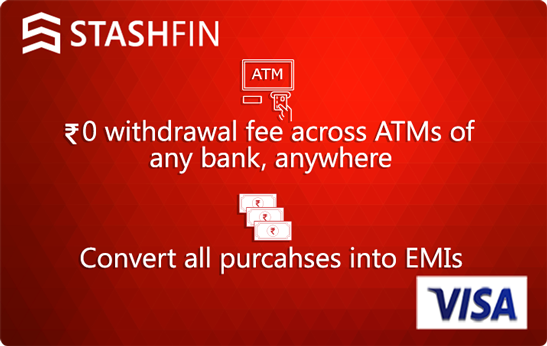 STASHFIN
ATM
₹0 withdrawal fee across ATMs of
any bank, anywhere
₹
₹
₹
Convert all purcahses into EMIs
VISA